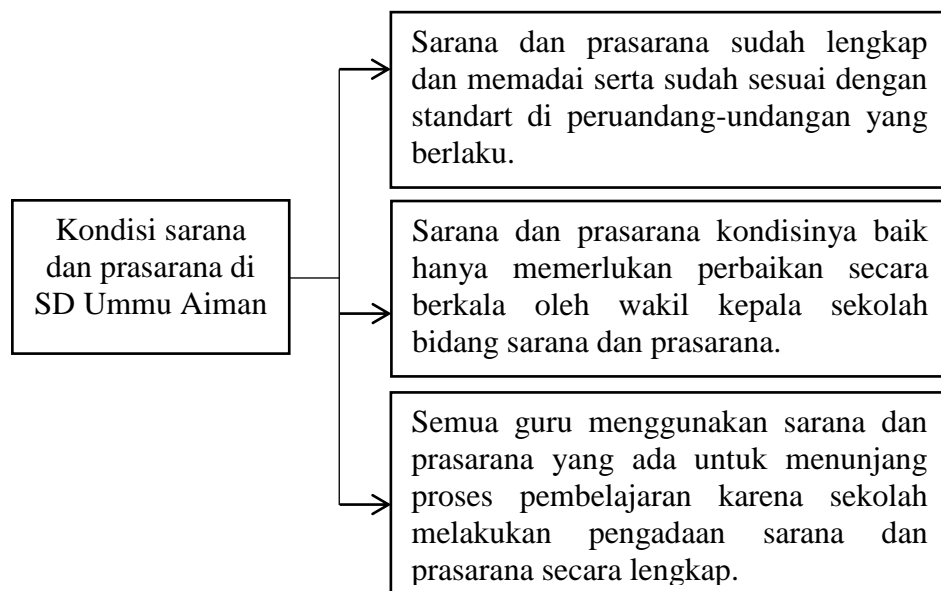 Sarana dan prasarana sudah lengkap
dan memadai serta sudah sesuai dengan
standart di peruandang-undangan yang
berlaku.
Kondisi sarana
dan prasarana di
SD Ummu Aiman
Sarana dan prasarana kondisinya baik
hanya memerlukan perbaikan secara
berkala oleh wakil kepala sekolah
bidang sarana dan prasarana.
Semua guru menggunakan sarana dan
prasarana yang ada untuk menunjang
proses pembelajaran karena sekolah
melakukan pengadaan sarana dan
prasarana secara lengkap.